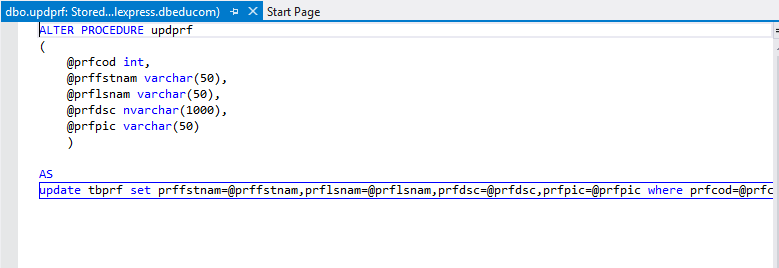 dbo.updprf: Stored...lexpress.dbeducom) Start Page
ALTER PROCEDURE updprf
(
@prfcod int,
@prffstnam varchar(50),
@prflsnam varchar(50),
@prfdsc nvarchar(1000),
@prfpic varchar(50)
)
AS
update tbprf set prffstnam=@prffstnam,prflsnam=@prflsnam,prfdsc=@prfdsc,prfpic=@prfpic where prfcod=@prfc